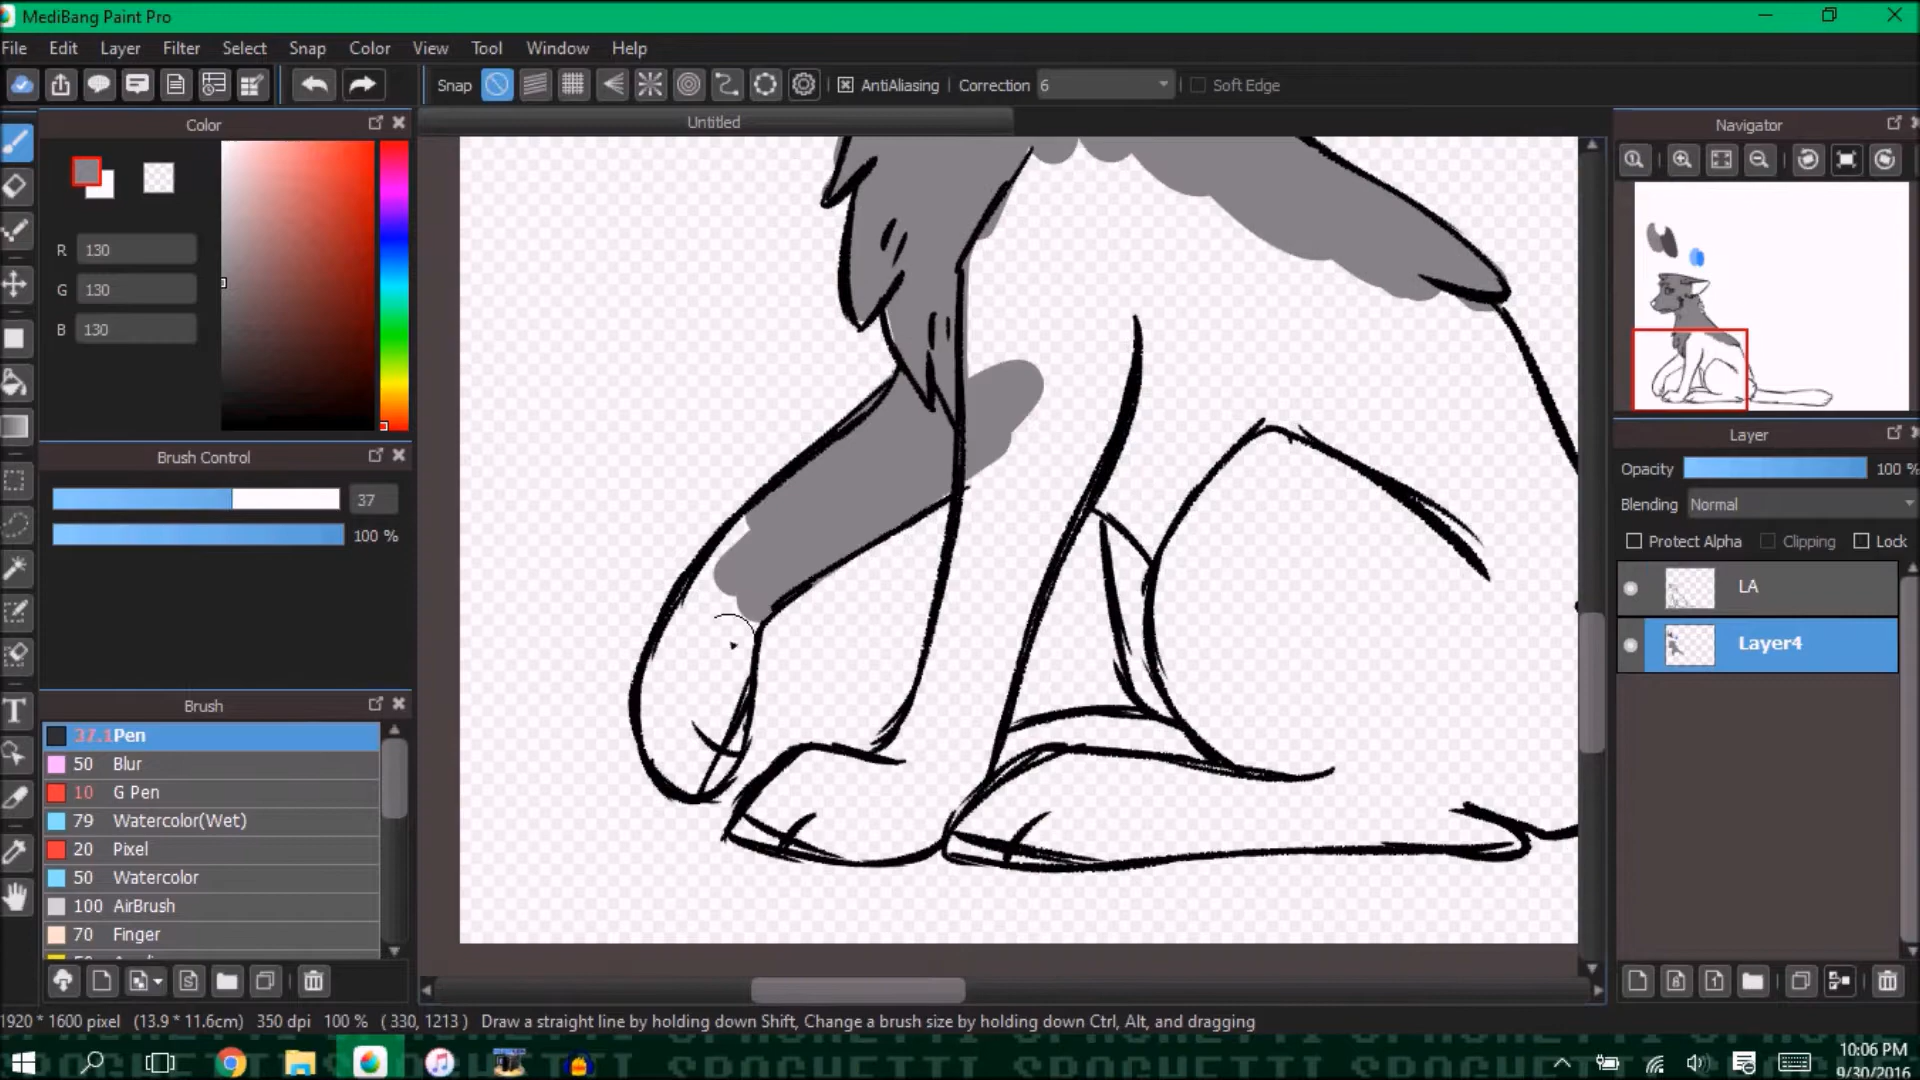 MediBang Paint Pro
File Edit Layer Filter Select Snap Color View Tool Window Help
Snap AntiAliasing Correction 6 Soft Edge
Color
Untitled
Navigator
R 130
G 130
B 130
Brush Control
37
100 %
Layer
Opacity 100 %
Blending Normal
Protect Alpha Clipping Lock
LA
Layer4
Brush
37.1 Pen
50 Blur
10 G Pen
79 Watercolor(Wet)
20 Pixel
50 Watercolor
100 AirBrush
70 Finger
1920 * 1600 pixel (13.9 * 11.6cm) 350 dpi 100 % ( 330, 1213 ) Draw a straight line by holding down Shift, Change a brush size by holding down Ctrl, Alt, and dragging
SPAGHETTI SPAGHETTI SPAGHETTI
10:06 PM
9/30/2016